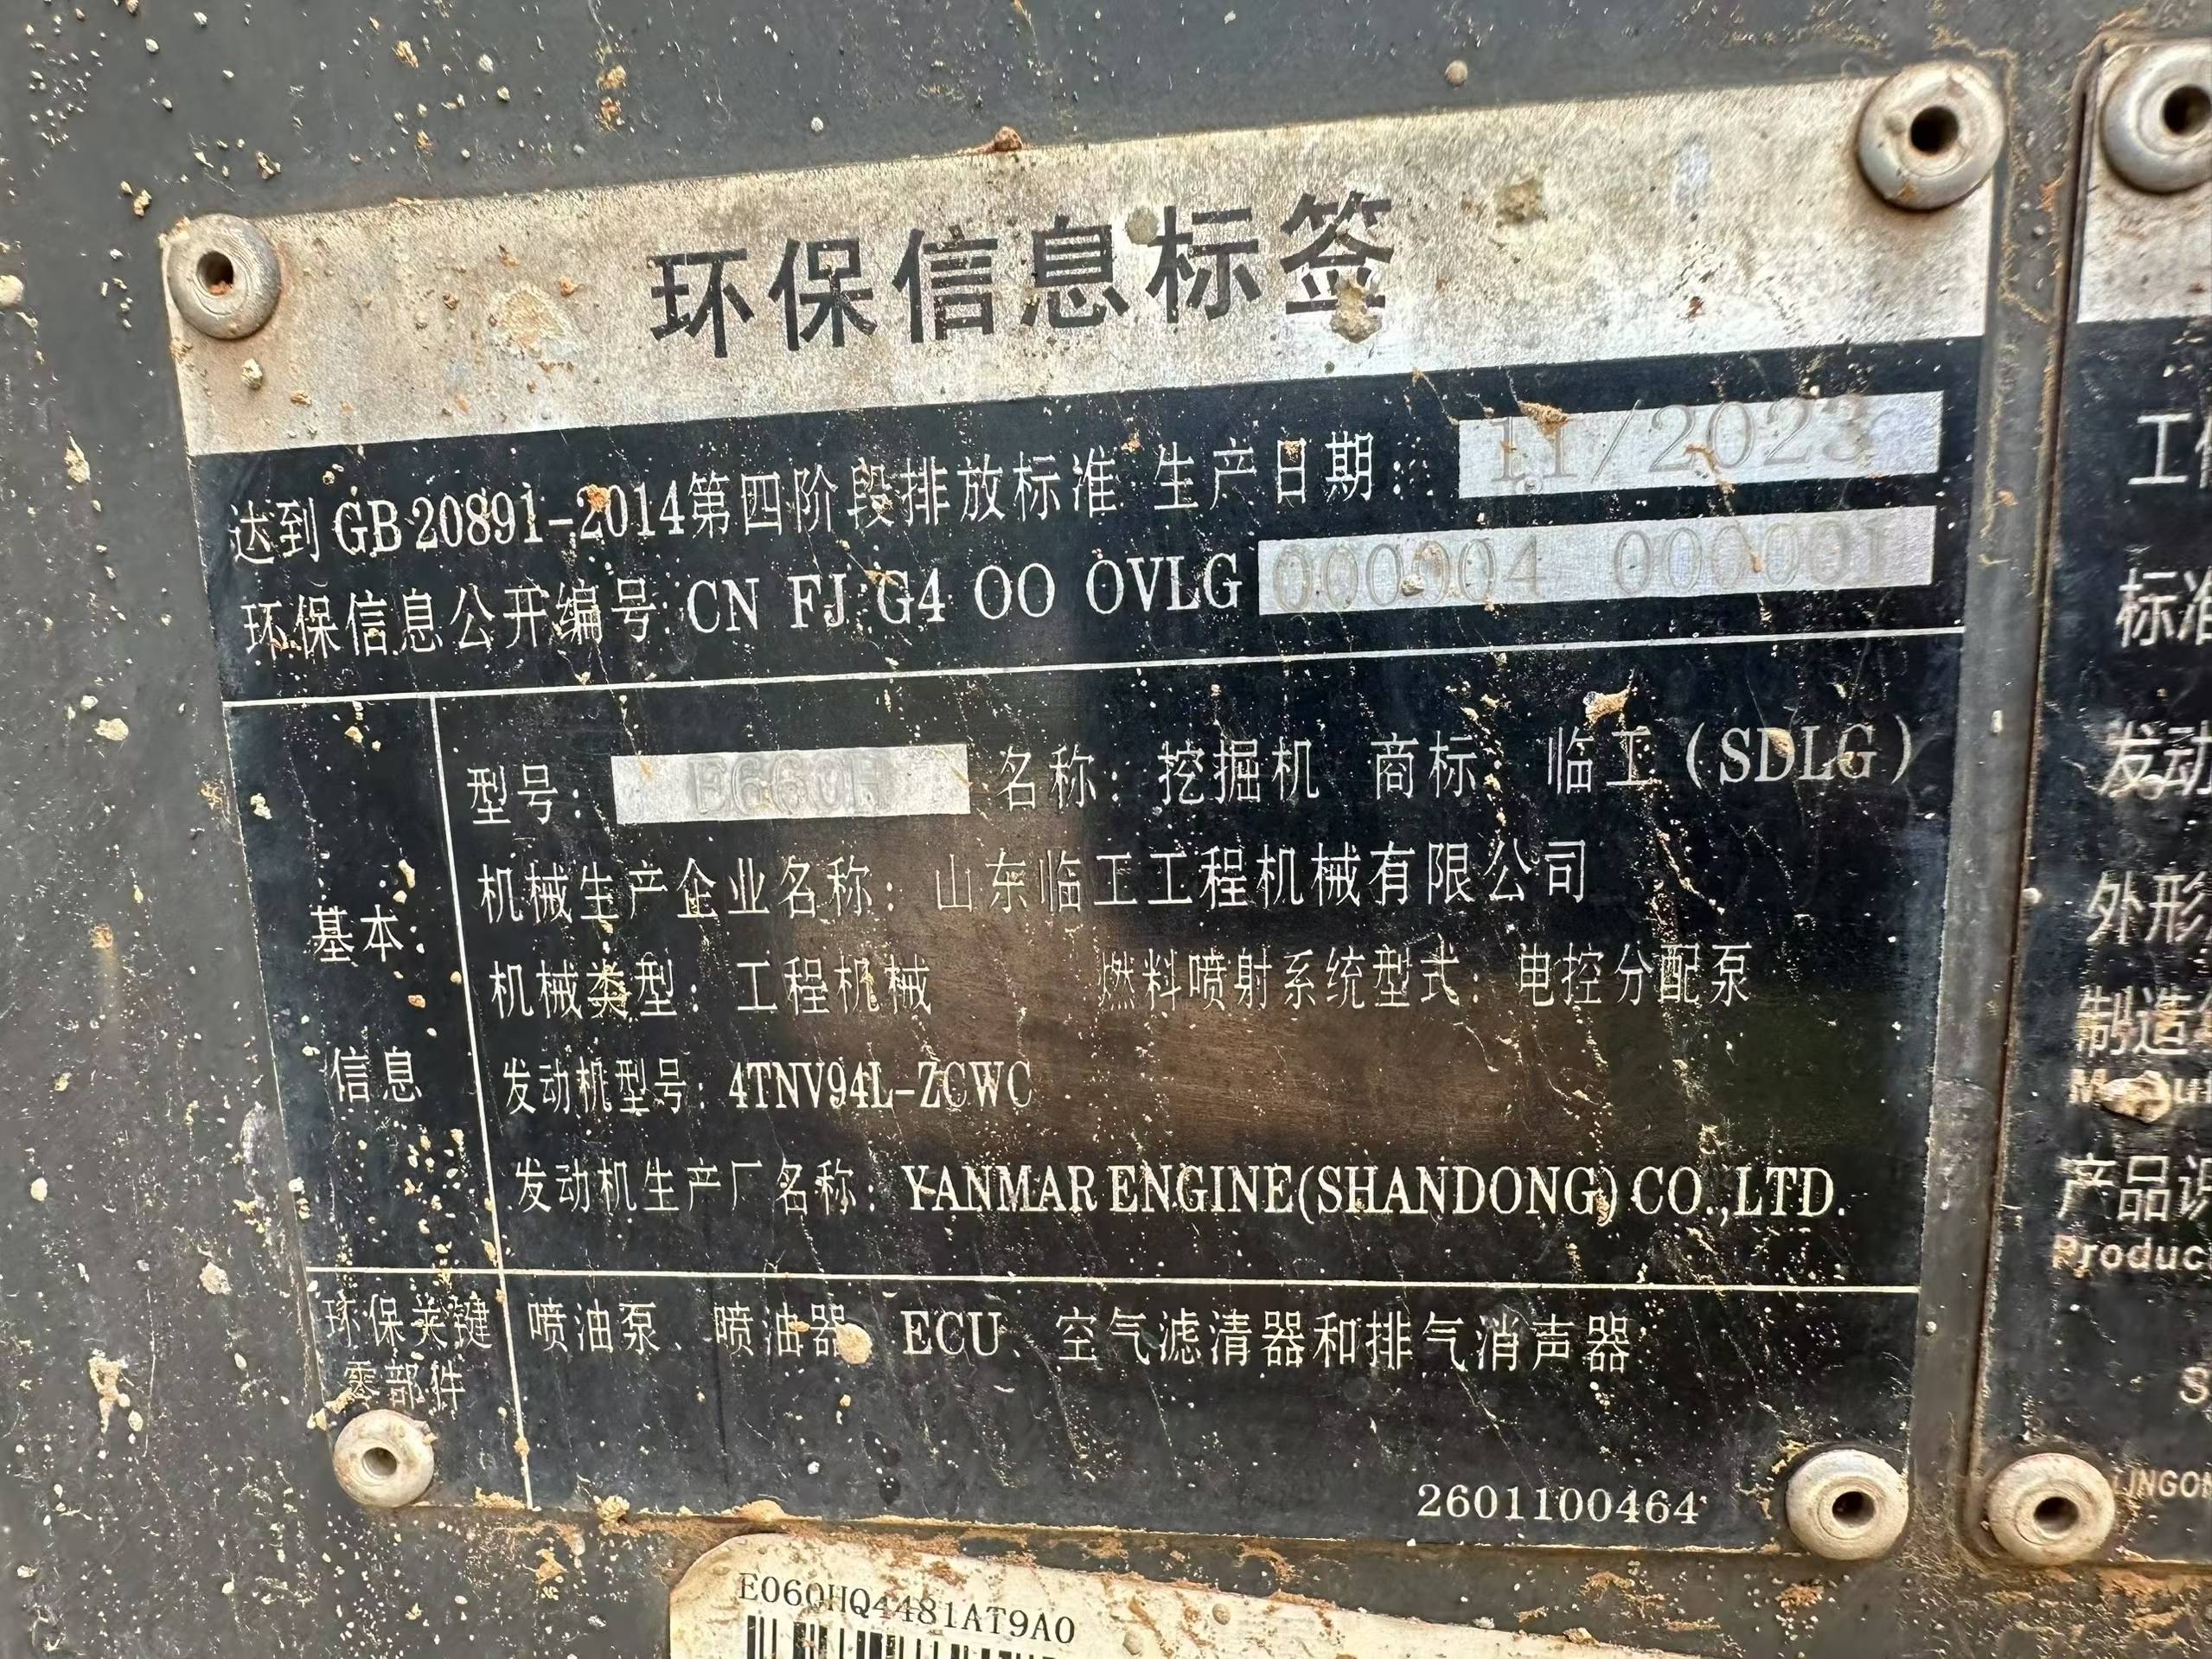 环保信息标签
达到 GB 20891-2014第四阶段排放标准 生产日期: 11/2023
环保信息公开编号: CN FJ G4 OO OVLG 000004 000001
基本
信息
型号: E660H 名称: 挖掘机 商标: 临工 (SDLG)
机械生产企业名称: 山东临工工程机械有限公司
机械类型: 工程机械 燃料喷射系统型式: 电控分配泵
发动机型号: 4TNV94L-ZCWC
发动机生产厂名称: YANMAR ENGINE(SHANDONG) CO.,LTD.
环保关键
零部件
喷油泵、喷油器、ECU、空气滤清器和排气消声器
2601100464
E060HQ4481AT9A0
标准
发动
外形
制造
产品
Produc